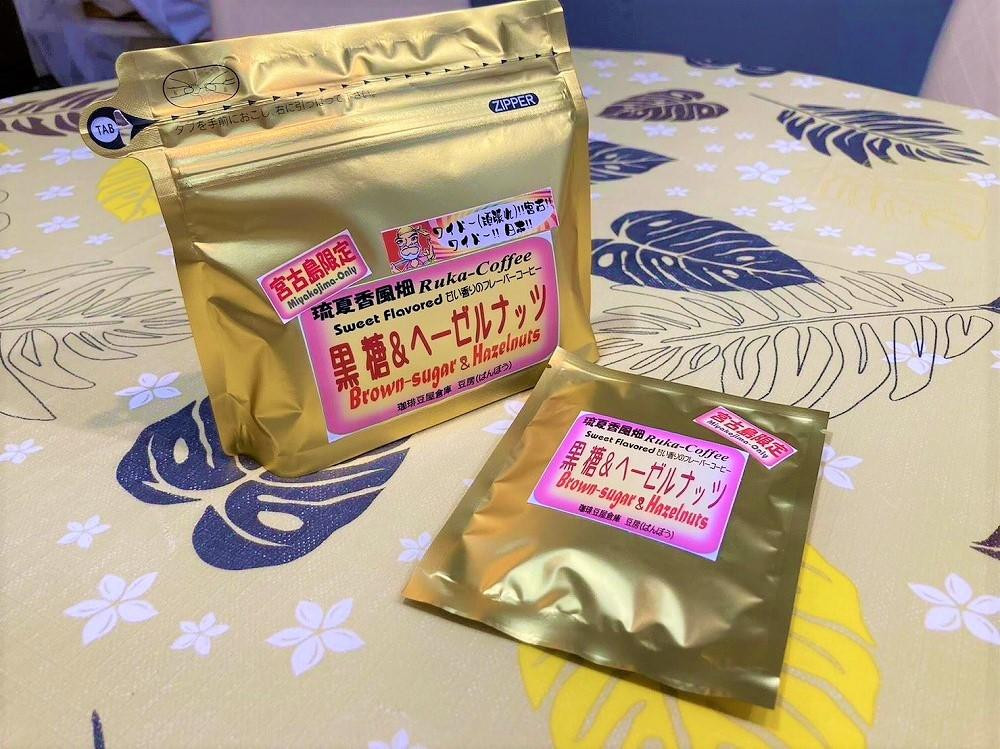 TAB
タブを手前におこし、右に引っぱって下さい。
ZIPPER
ワイドー(頑張れ)!!宮古!!
ワイドー!! 日本!!
宮古島限定
Miyakojima-Only
琉夏香風畑 Ruka-Coffee
Sweet Flavored 甘い香りのフレーバーコーヒー
黒糖&ヘーゼルナッツ
Brown-sugar & Hazelnuts
珈琲豆屋食庫 豆房(ばんぼう)
宮古島限定
Miyakojima-Only
琉夏香風畑 Ruka-Coffee
Sweet Flavored 甘い香りのフレーバーコーヒー
黒糖&ヘーゼルナッツ
Brown-sugar & Hazelnuts
珈琲豆屋食庫 豆房(ばんぼう)